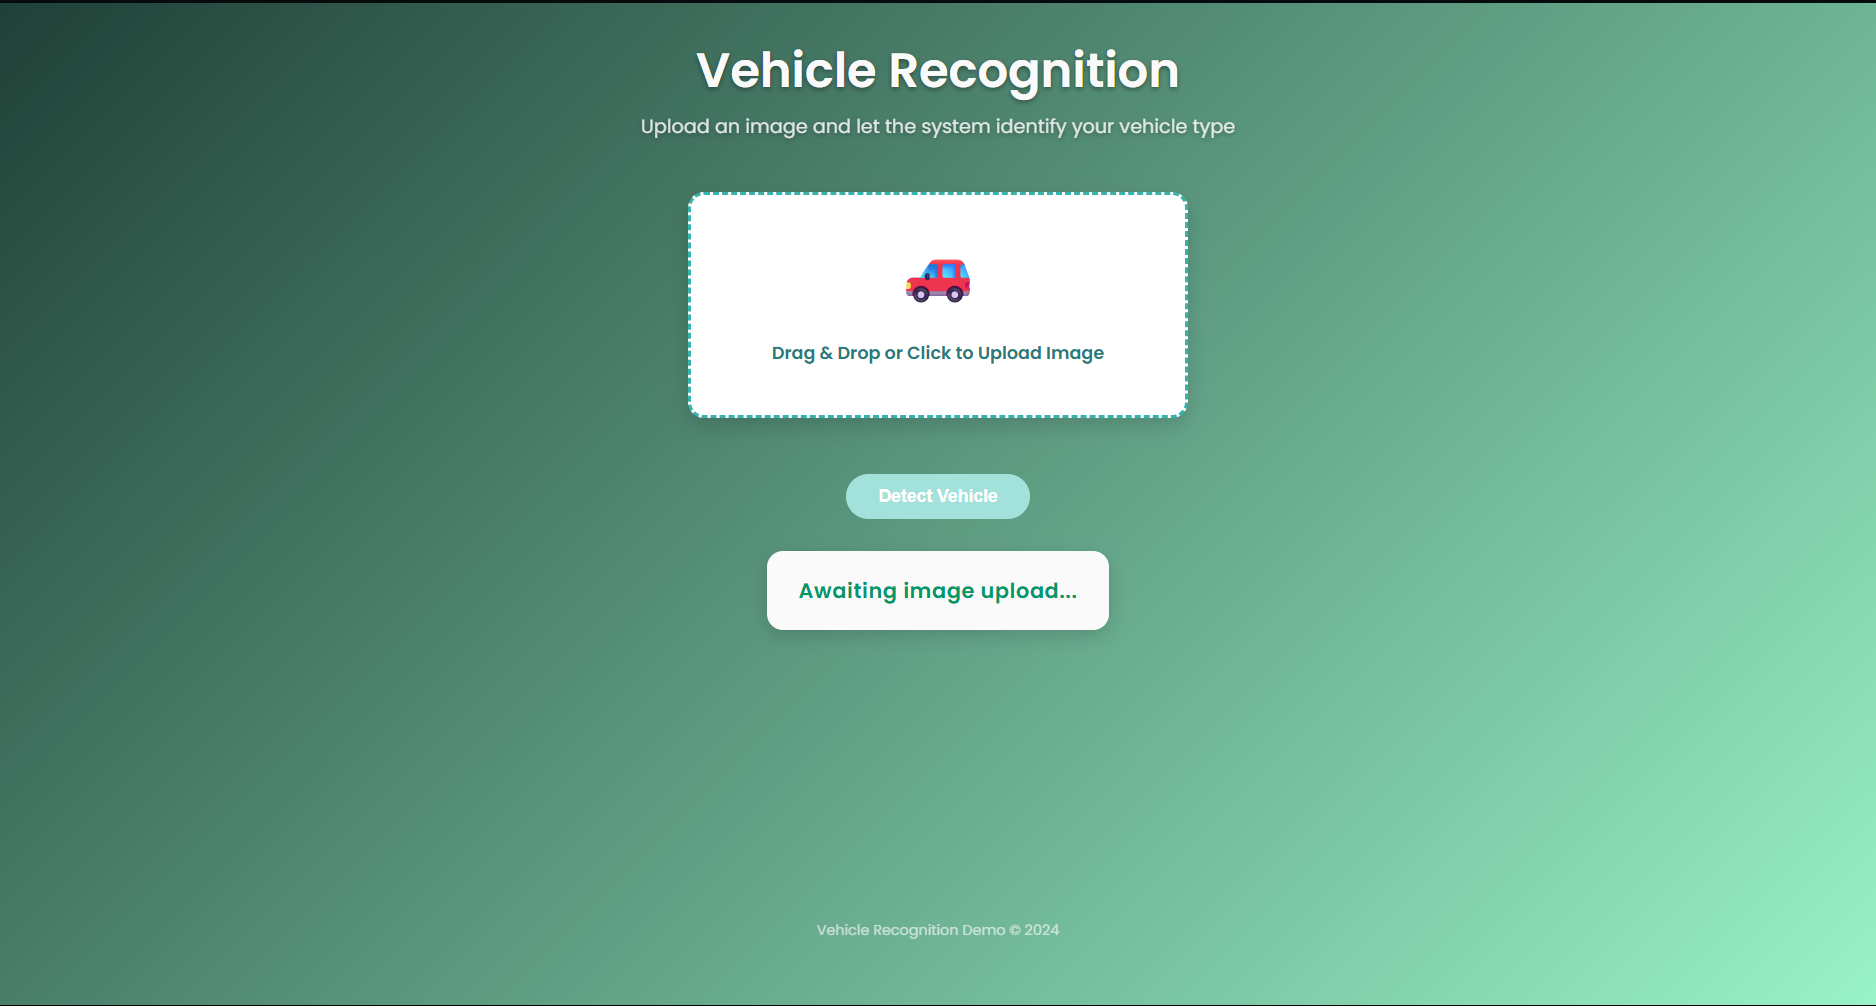 Vehicle Recognition
Upload an image and let the system identify your vehicle type
Drag & Drop or Click to Upload Image
Detect Vehicle
Awaiting image upload...
Vehicle Recognition Demo © 2024